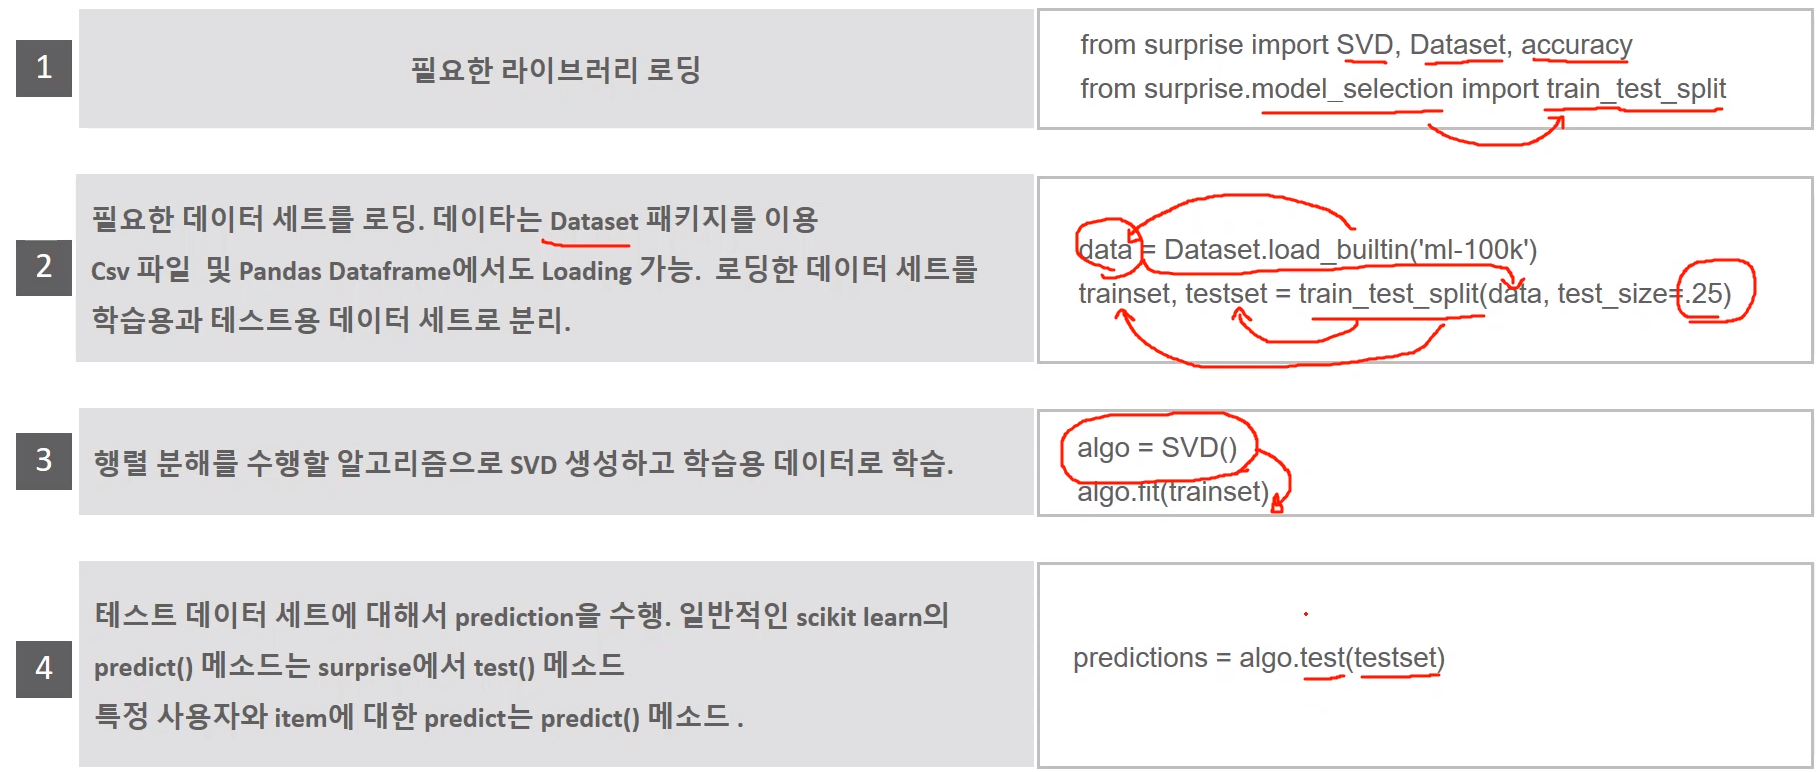 1
필요한 라이브러리 로딩
from surprise import SVD, Dataset, accuracy
from surprise.model_selection import train_test_split
2
필요한 데이터 세트를 로딩. 데이타는 Dataset 패키지를 이용
Csv 파일 및 Pandas Dataframe에서도 Loading 가능. 로딩한 데이터 세트를
학습용과 테스트용 데이터 세트로 분리.
data = Dataset.load_builtin('ml-100k')
trainset, testset = train_test_split(data, test_size=.25)
3
행렬 분해를 수행할 알고리즘으로 SVD 생성하고 학습용 데이터로 학습.
algo = SVD()
algo.fit(trainset)
4
테스트 데이터 세트에 대해서 prediction을 수행. 일반적인 scikit learn의
predict() 메소드는 surprise에서 test() 메소드
특정 사용자와 item에 대한 predict는 predict() 메소드 .
predictions = algo.test(testset)